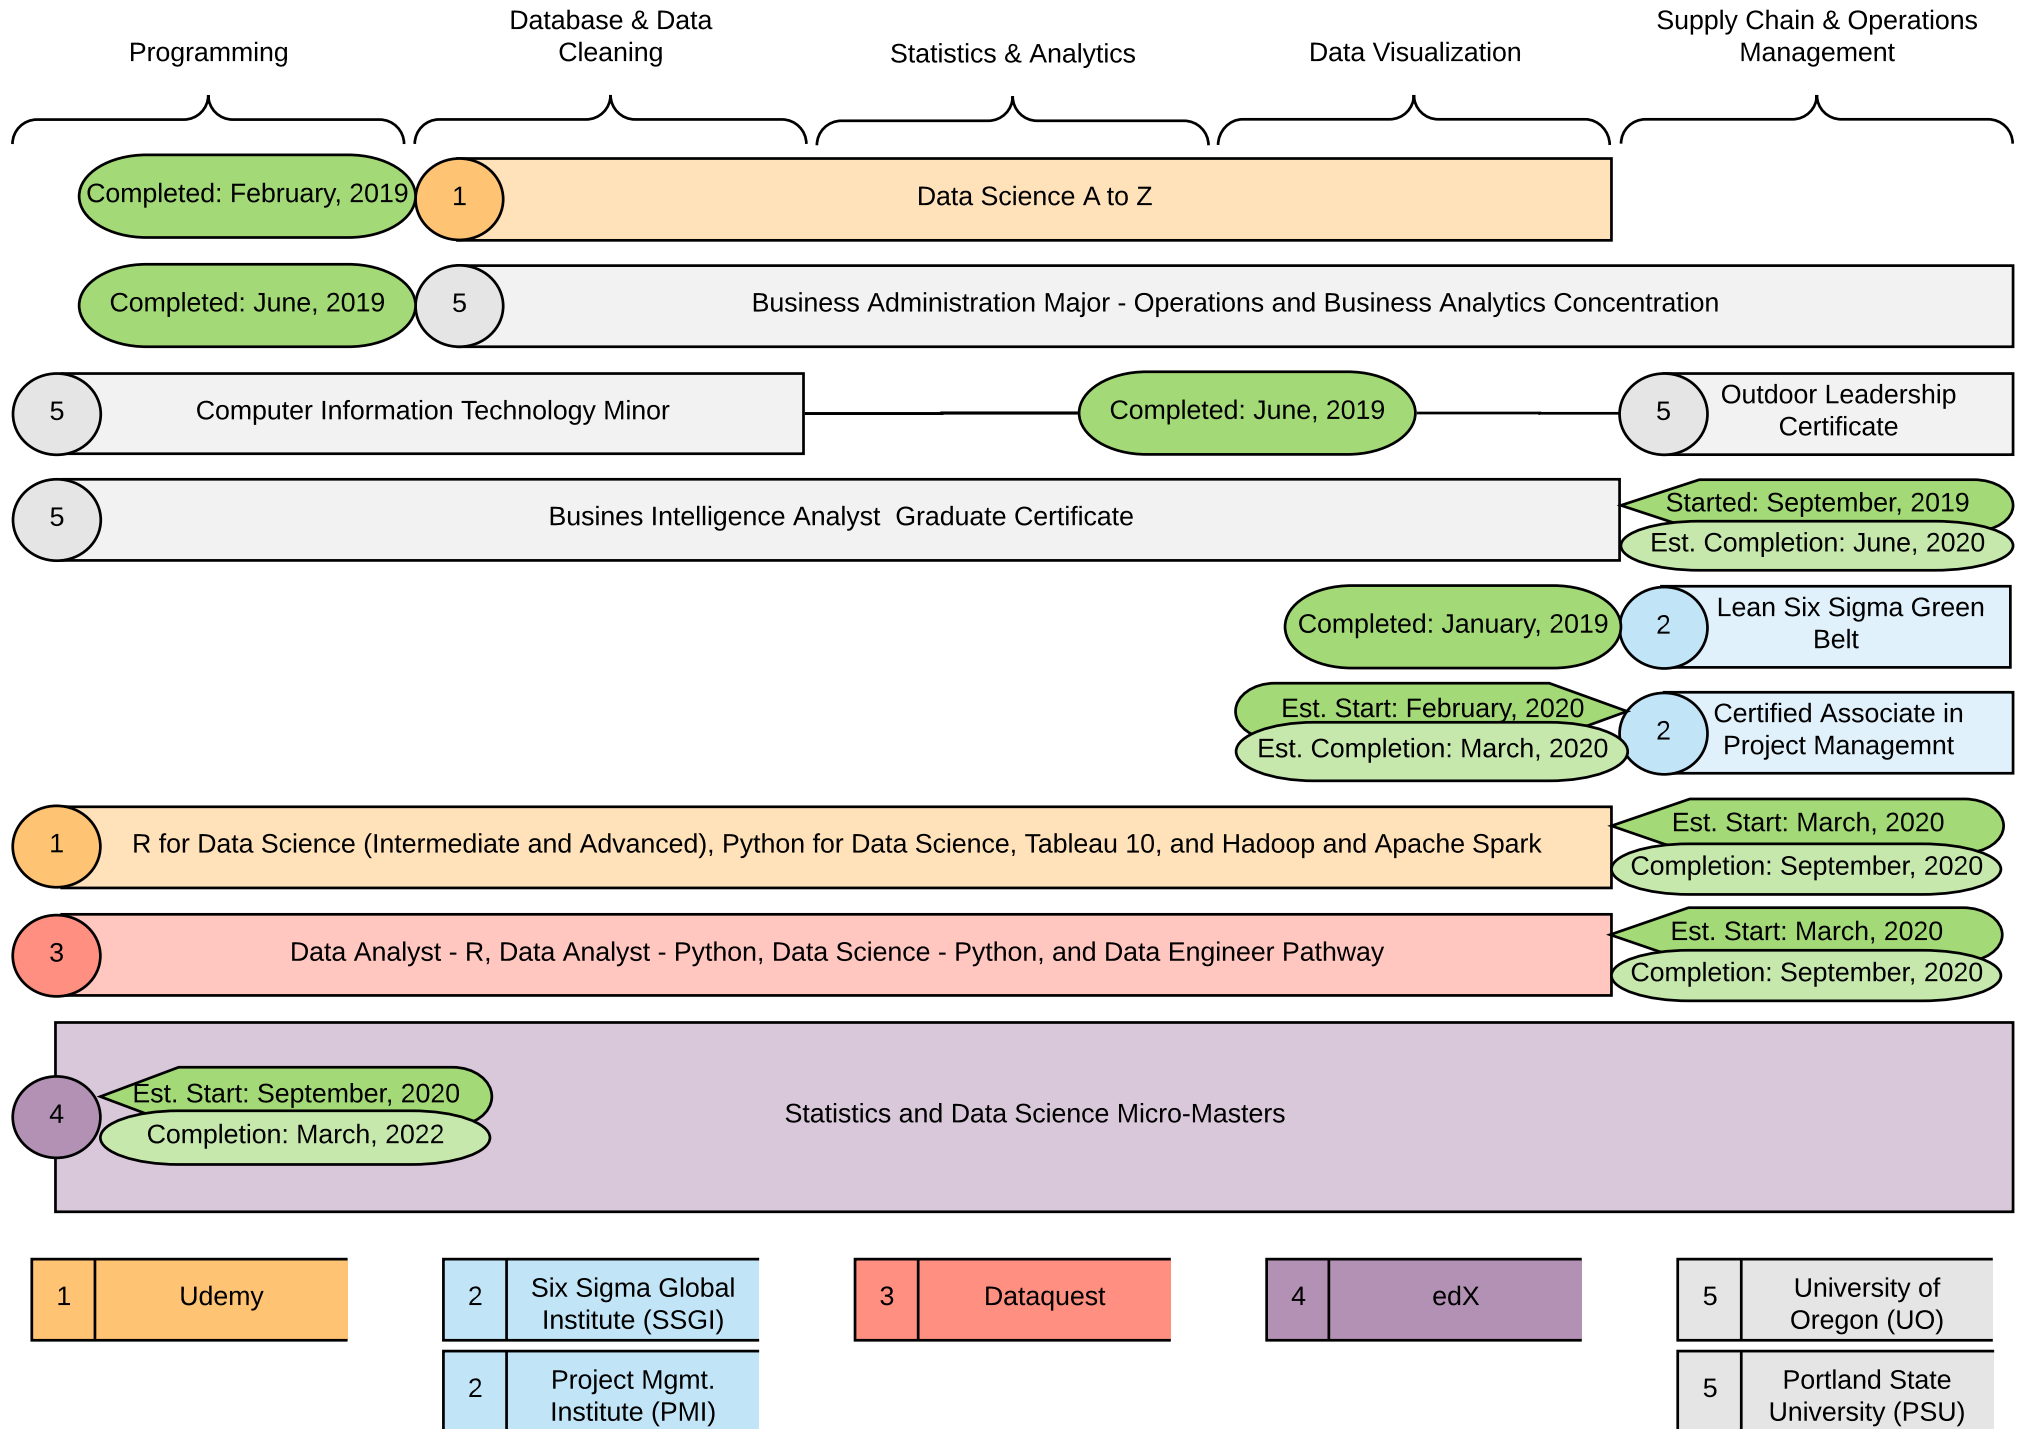 Programming
Database & Data
Cleaning
Statistics & Analytics
Data Visualization
Supply Chain & Operations
Management
Completed: February, 2019
1
Data Science A to Z
Completed: June, 2019
5
Business Administration Major - Operations and Business Analytics Concentration
5
Computer Information Technology Minor
Completed: June, 2019
5
Outdoor Leadership
Certificate
5
Busines Intelligence Analyst  Graduate Certificate
Started: September, 2019
Est. Completion: June, 2020
Completed: January, 2019
2
Lean Six Sigma Green
Belt
Est. Start: February, 2020
Est. Completion: March, 2020
2
Certified Associate in
Project Managemnt
1
R for Data Science (Intermediate and Advanced), Python for Data Science, Tableau 10, and Hadoop and Apache Spark
Est. Start: March, 2020
Completion: September, 2020
3
Data Analyst - R, Data Analyst - Python, Data Science - Python, and Data Engineer Pathway
Est. Start: March, 2020
Completion: September, 2020
4
Est. Start: September, 2020
Completion: March, 2022
Statistics and Data Science Micro-Masters
1
Udemy
2
Six Sigma Global
Institute (SSGI)
3
Dataquest
4
edX
5
University of
Oregon (UO)
2
Project Mgmt.
Institute (PMI)
5
Portland State
University (PSU)